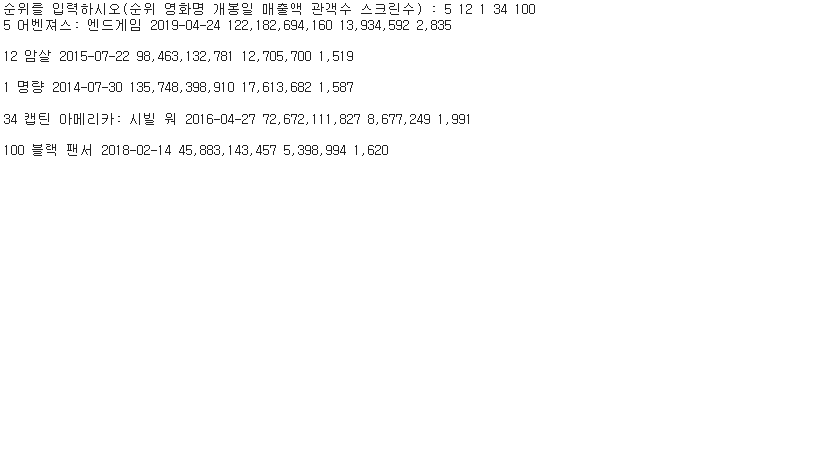 순위를 입력하시오(순위 영화명 개봉일 매출액 관객수 스크린수) : 5 12 1 34 100
5 어벤져스: 엔드게임 2019-04-24 122,182,694,160 13,934,592 2,835
12 암살 2015-07-22 98,463,132,781 12,705,700 1,519
1 명량 2014-07-30 135,748,398,910 17,613,682 1,587
34 캡틴 아메리카: 시빌 워 2016-04-27 72,672,111,827 8,677,249 1,991
100 블랙 팬서 2018-02-14 45,883,143,457 5,398,994 1,620